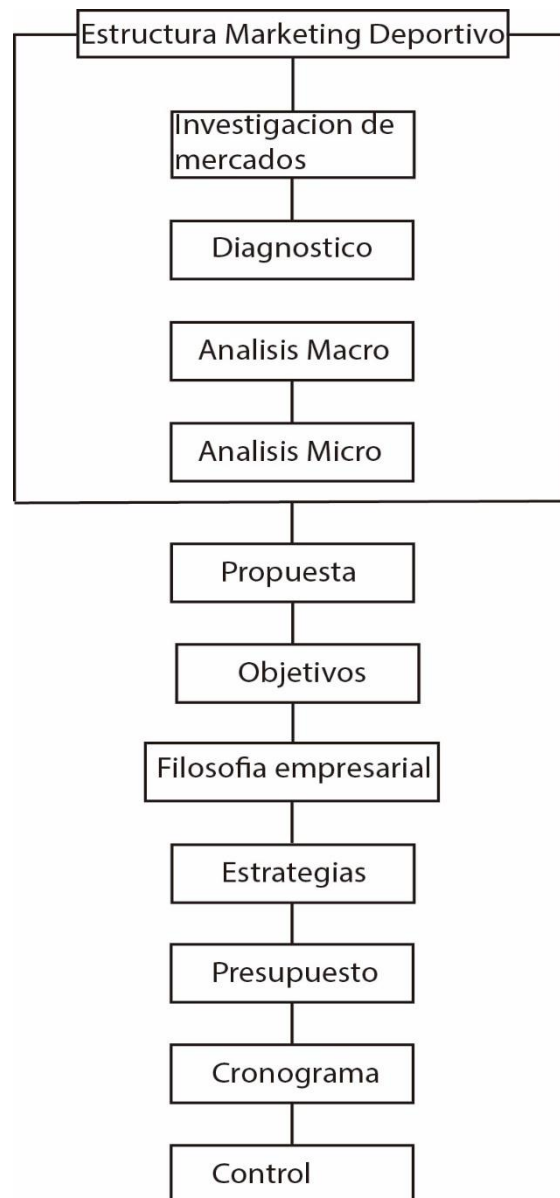 Estructura Marketing Deportivo
Investigacion de
mercados
Diagnostico
Analisis Macro
Analisis Micro
Propuesta
Objetivos
Filosofia empresarial
Estrategias
Presupuesto
Cronograma
Control